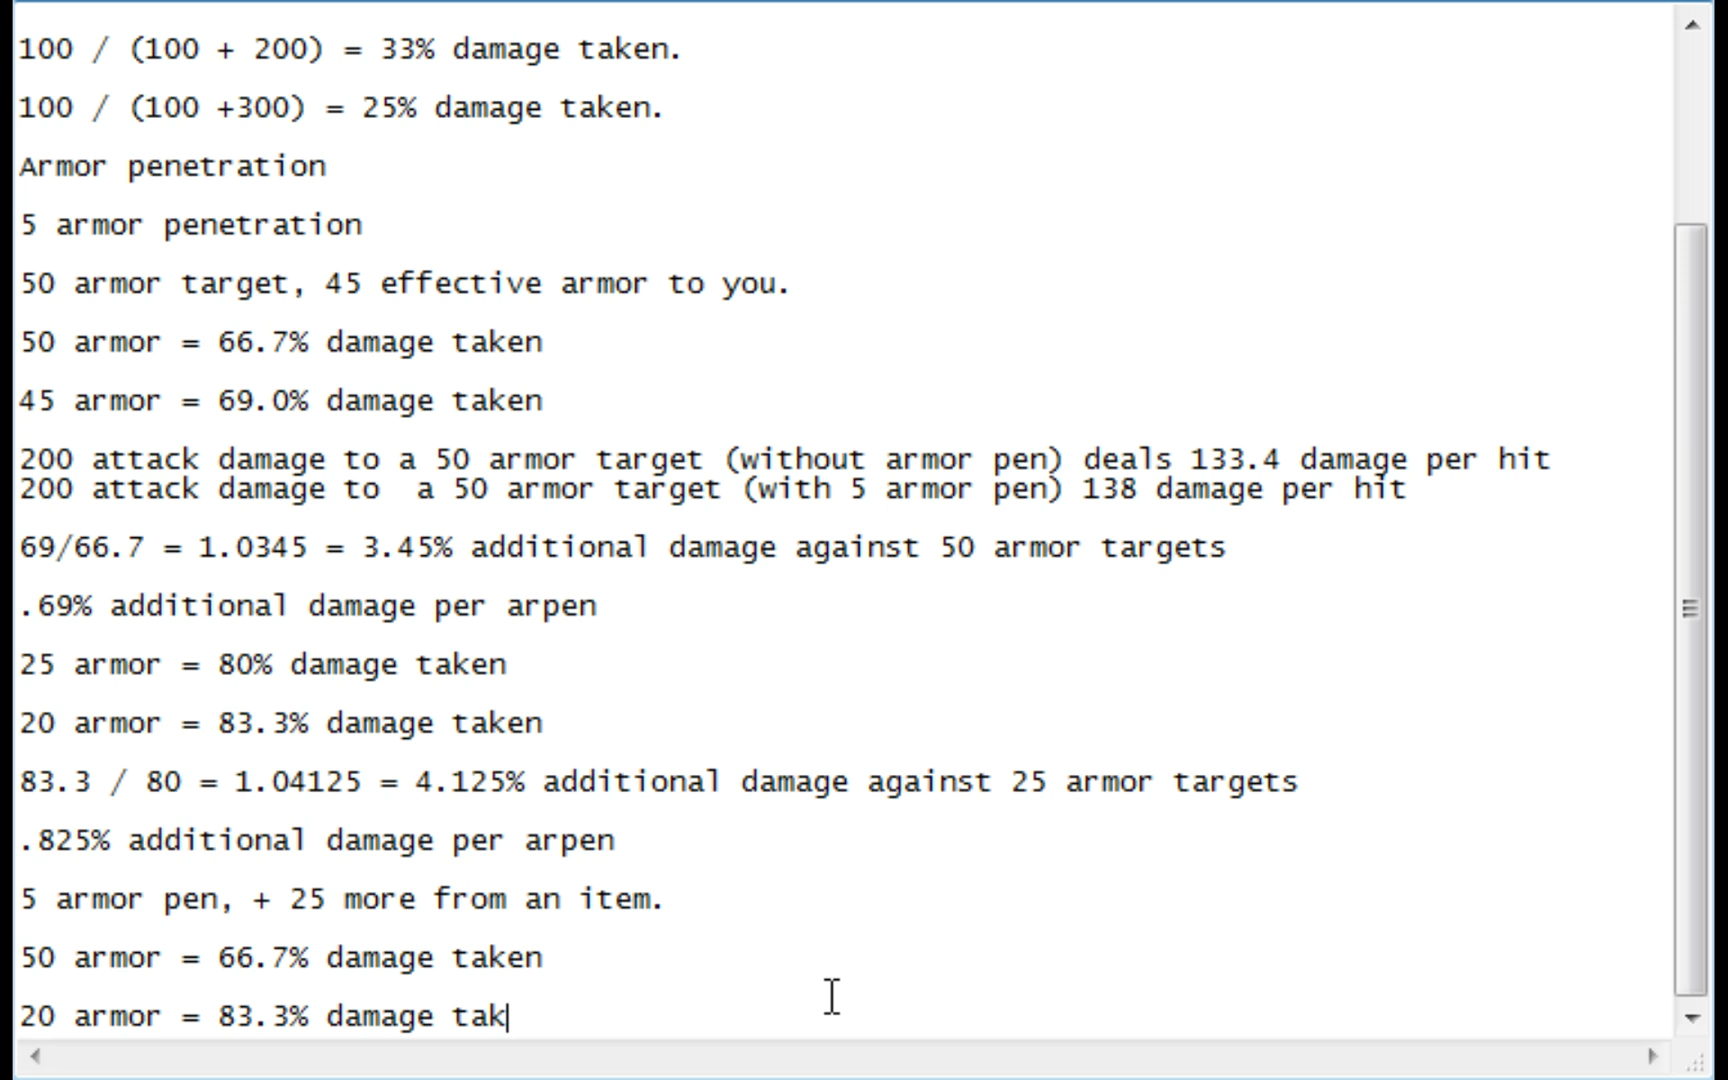 100 / (100 + 200) = 33% damage taken.
100 / (100 +300) = 25% damage taken.
Armor penetration
5 armor penetration
50 armor target, 45 effective armor to you.
50 armor = 66.7% damage taken
45 armor = 69.0% damage taken
200 attack damage to a 50 armor target (without armor pen) deals 133.4 damage per hit
200 attack damage to  a 50 armor target (with 5 armor pen) 138 damage per hit
69/66.7 = 1.0345 = 3.45% additional damage against 50 armor targets
.69% additional damage per arpen
25 armor = 80% damage taken
20 armor = 83.3% damage taken
83.3 / 80 = 1.04125 = 4.125% additional damage against 25 armor targets
.825% additional damage per arpen
5 armor pen, + 25 more from an item.
50 armor = 66.7% damage taken
20 armor = 83.3% damage tak